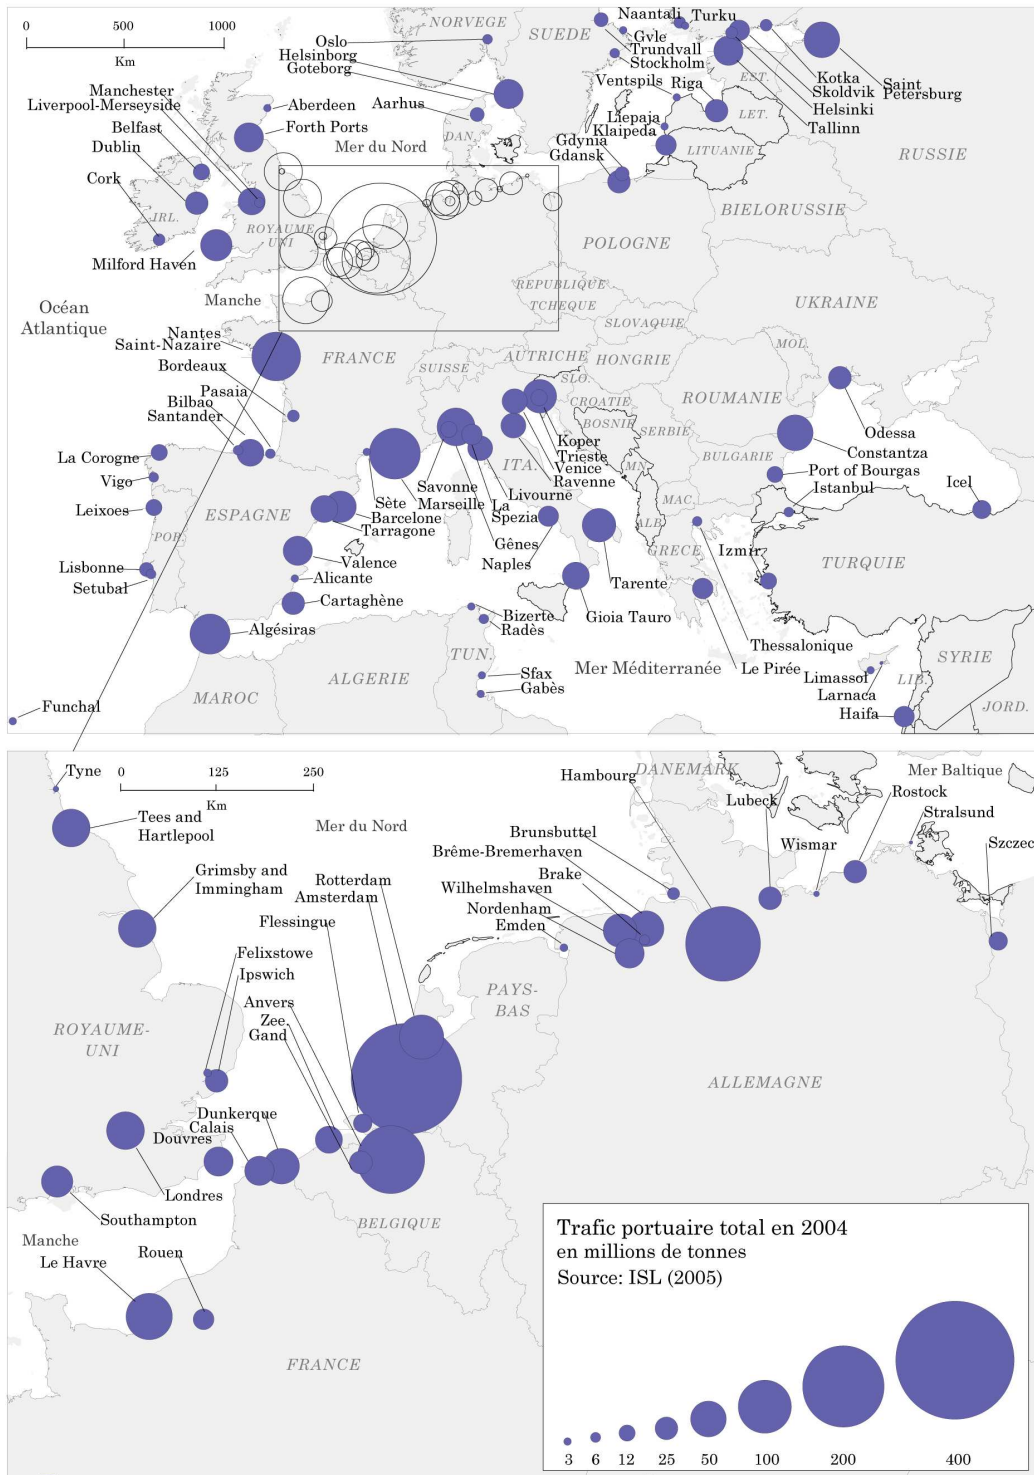 0 500 1000
Km
NORVEGE
SUEDE
Naantali
Turku
Gvle
Trundvall
Stockholm
Oslo
Helsinborg
Goteborg
Manchester
Liverpool-Merseyside
Belfast
Dublin
Cork
Aberdeen
Forth Ports
Aarhus
DAN.
Mer du Nord
Ventspils
Riga
Liepaja
Klaipeda
Gdynia
Gdansk
EST.
LET.
LITUANIE
Kotka
Skoldvik
Helsinki
Tallinn
Saint
Petersburg
RUSSIE
BIELORUSSIE
IRL.
ROYAUME
UNI
Milford Haven
POLOGNE
Océan
Atlantique
Manche
REPUBLIQUE
TCHEQUE
SLOVAQUIE
UKRAINE
MOL.
Nantes
Saint-Nazaire
Bordeaux
Pasaia
Bilbao
Santander
FRANCE
SUISSE
AUTRICHE
HONGRIE
SLO.
CROATIE
BOSNIE
SERBIE
ROUMANIE
BULGARIE
MN.
MAC.
ALB.
GRECE
ITA.
La Corogne
Vigo
Leixoes
ESPAGNE
POR.
Lisbonne
Setubal
Koper
Trieste
Venice
Ravenne
Savonne
Marseille
Sète
Livourne
La
Spezia
Gênes
Naples
Barcelone
Tarragone
Valence
Alicante
Cartaghène
Algésiras
Odessa
Constantza
Port of Bourgas
Istanbul
Icel
Izmir
TURQUIE
Tarente
Gioia Tauro
Bizerte
Radès
TUN.
Sfax
Gabès
Thessalonique
Le Pirée
Mer Méditerranée
MAROC
ALGERIE
Funchal
Limassol
Larnaca
Haifa
SYRIE
LIB.
JORD.
Tyne
0 125 250
Km
Tees and
Hartlepool
Mer du Nord
Hambourg
DANEMARK
Mer Baltique
Lubeck
Rostock
Stralsund
Wismar
Szczec
Brunsbuttel
Brême-Bremerhaven
Brake
Wilhelmshaven
Nordenham
Emden
Grimsby and
Immingham
Rotterdam
Amsterdam
Flessingue
Felixstowe
Ipswich
Anvers
Zee.
Gand
PAYS-
BAS
ROYAUME-
UNI
ALLEMAGNE
Dunkerque
Calais
Douvres
Londres
Southampton
Manche
Le Havre
Rouen
BELGIQUE
FRANCE
Trafic portuaire total en 2004
en millions de tonnes
Source: ISL (2005)
3 6 12 25 50 100 200 400